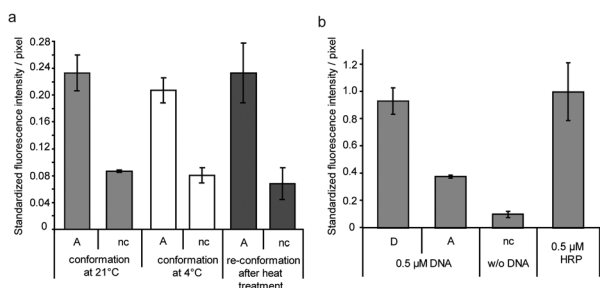 a
Standardized fluorescence intensity / pixel
0.28
0.24
0.20
0.16
0.12
0.08
0.04
0
A nc A nc A nc
conformation at 21°C
conformation at 4°C
re-conformation after heat treatment
b
Standardized fluorescence intensity / pixel
1.2
1.0
0.8
0.6
0.4
0.2
0
D A nc 0.5 µM HRP
0.5 µM DNA w/o DNA